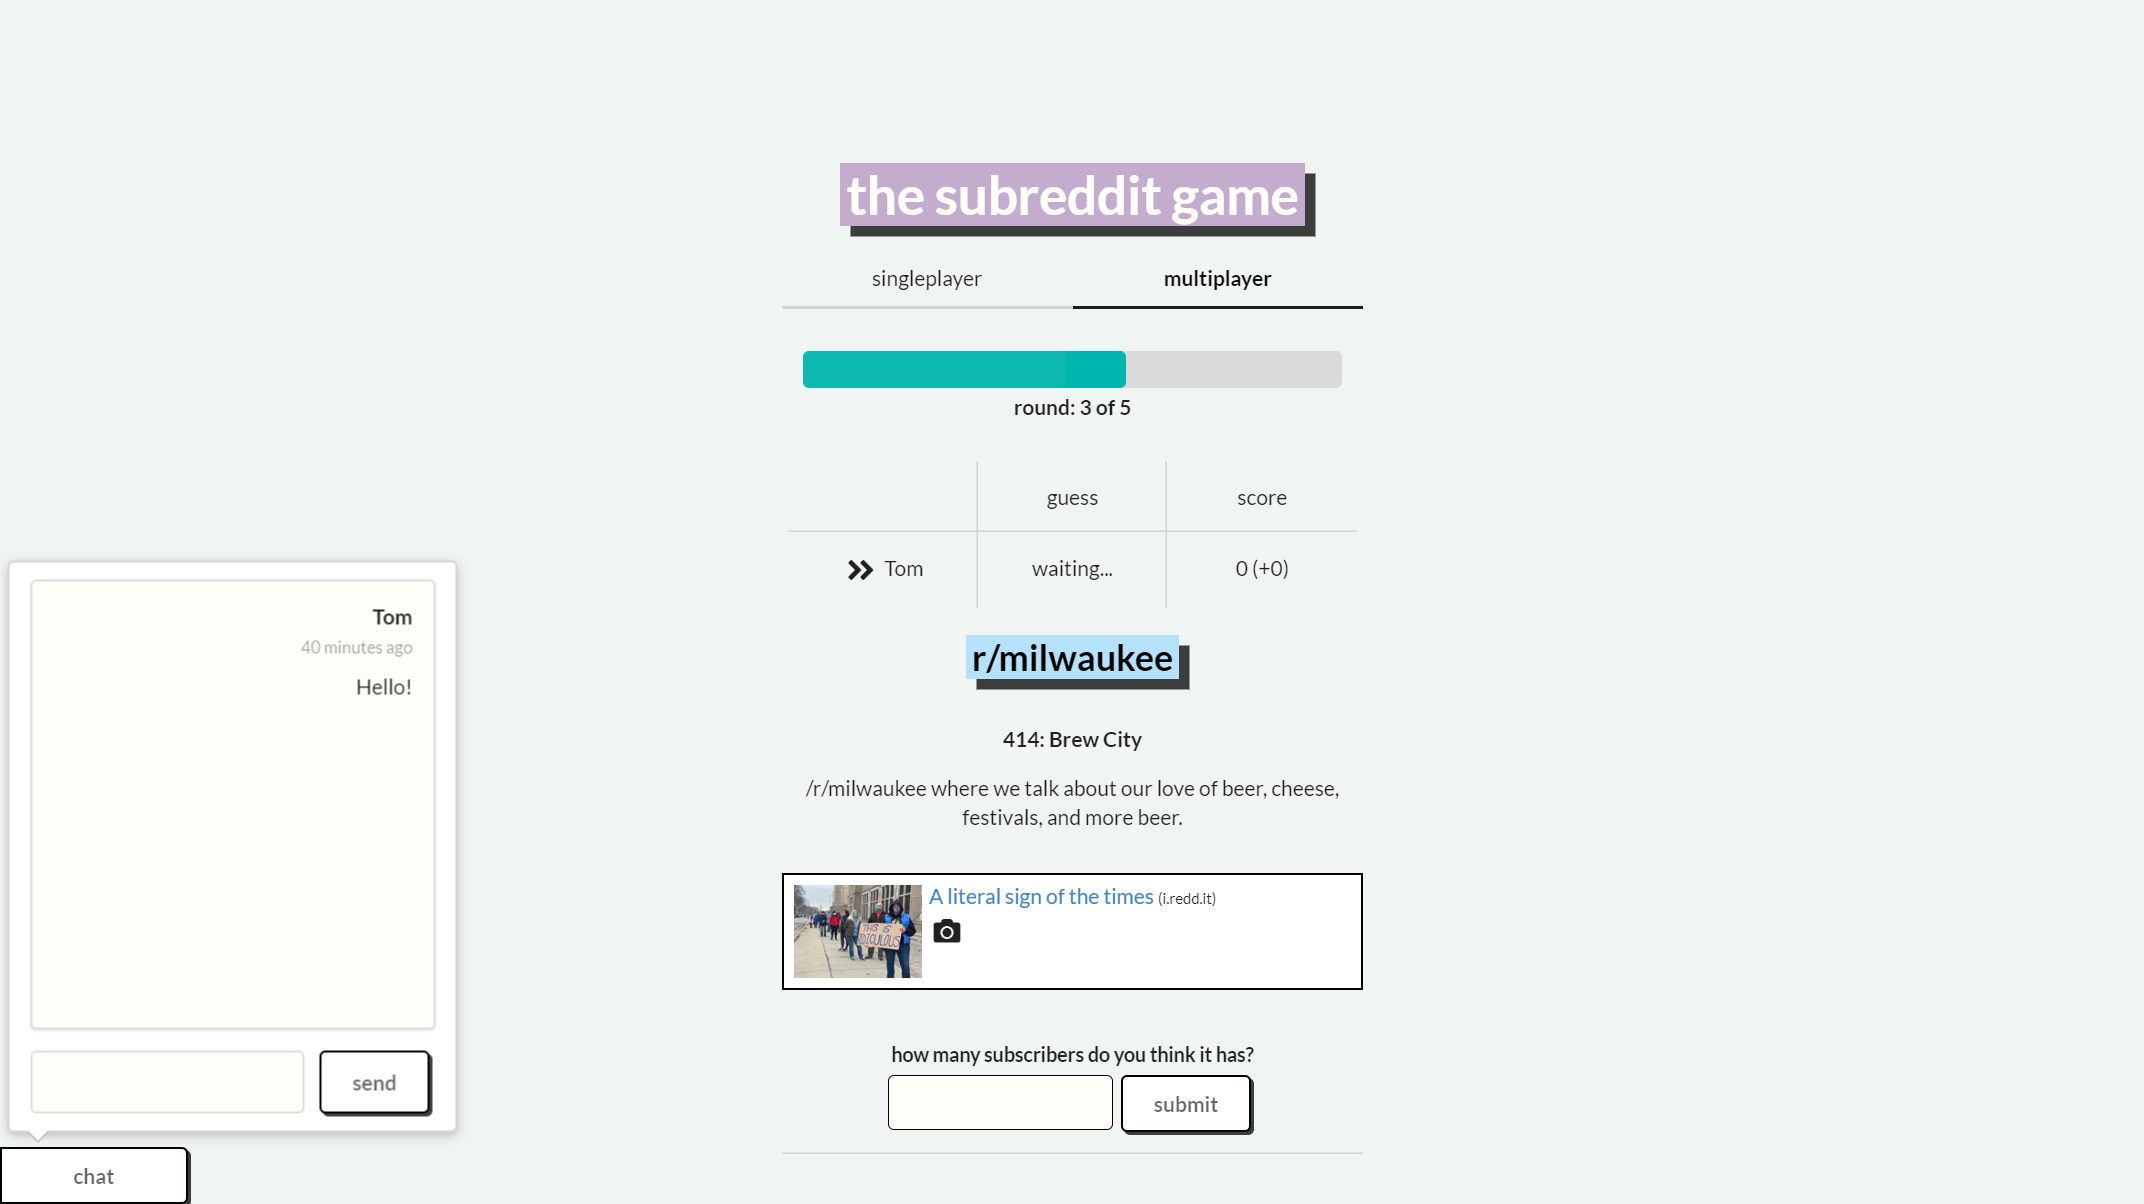 the subreddit game
singleplayer
multiplayer
round: 3 of 5
guess
score
Tom
waiting...
0 (+0)
r/milwaukee
414: Brew City
/r/milwaukee where we talk about our love of beer, cheese,
festivals, and more beer.
THIS IS
RIDICULOUS
A literal sign of the times (i.redd.it)
how many subscribers do you think it has?
submit
Tom
40 minutes ago
Hello!
send
chat